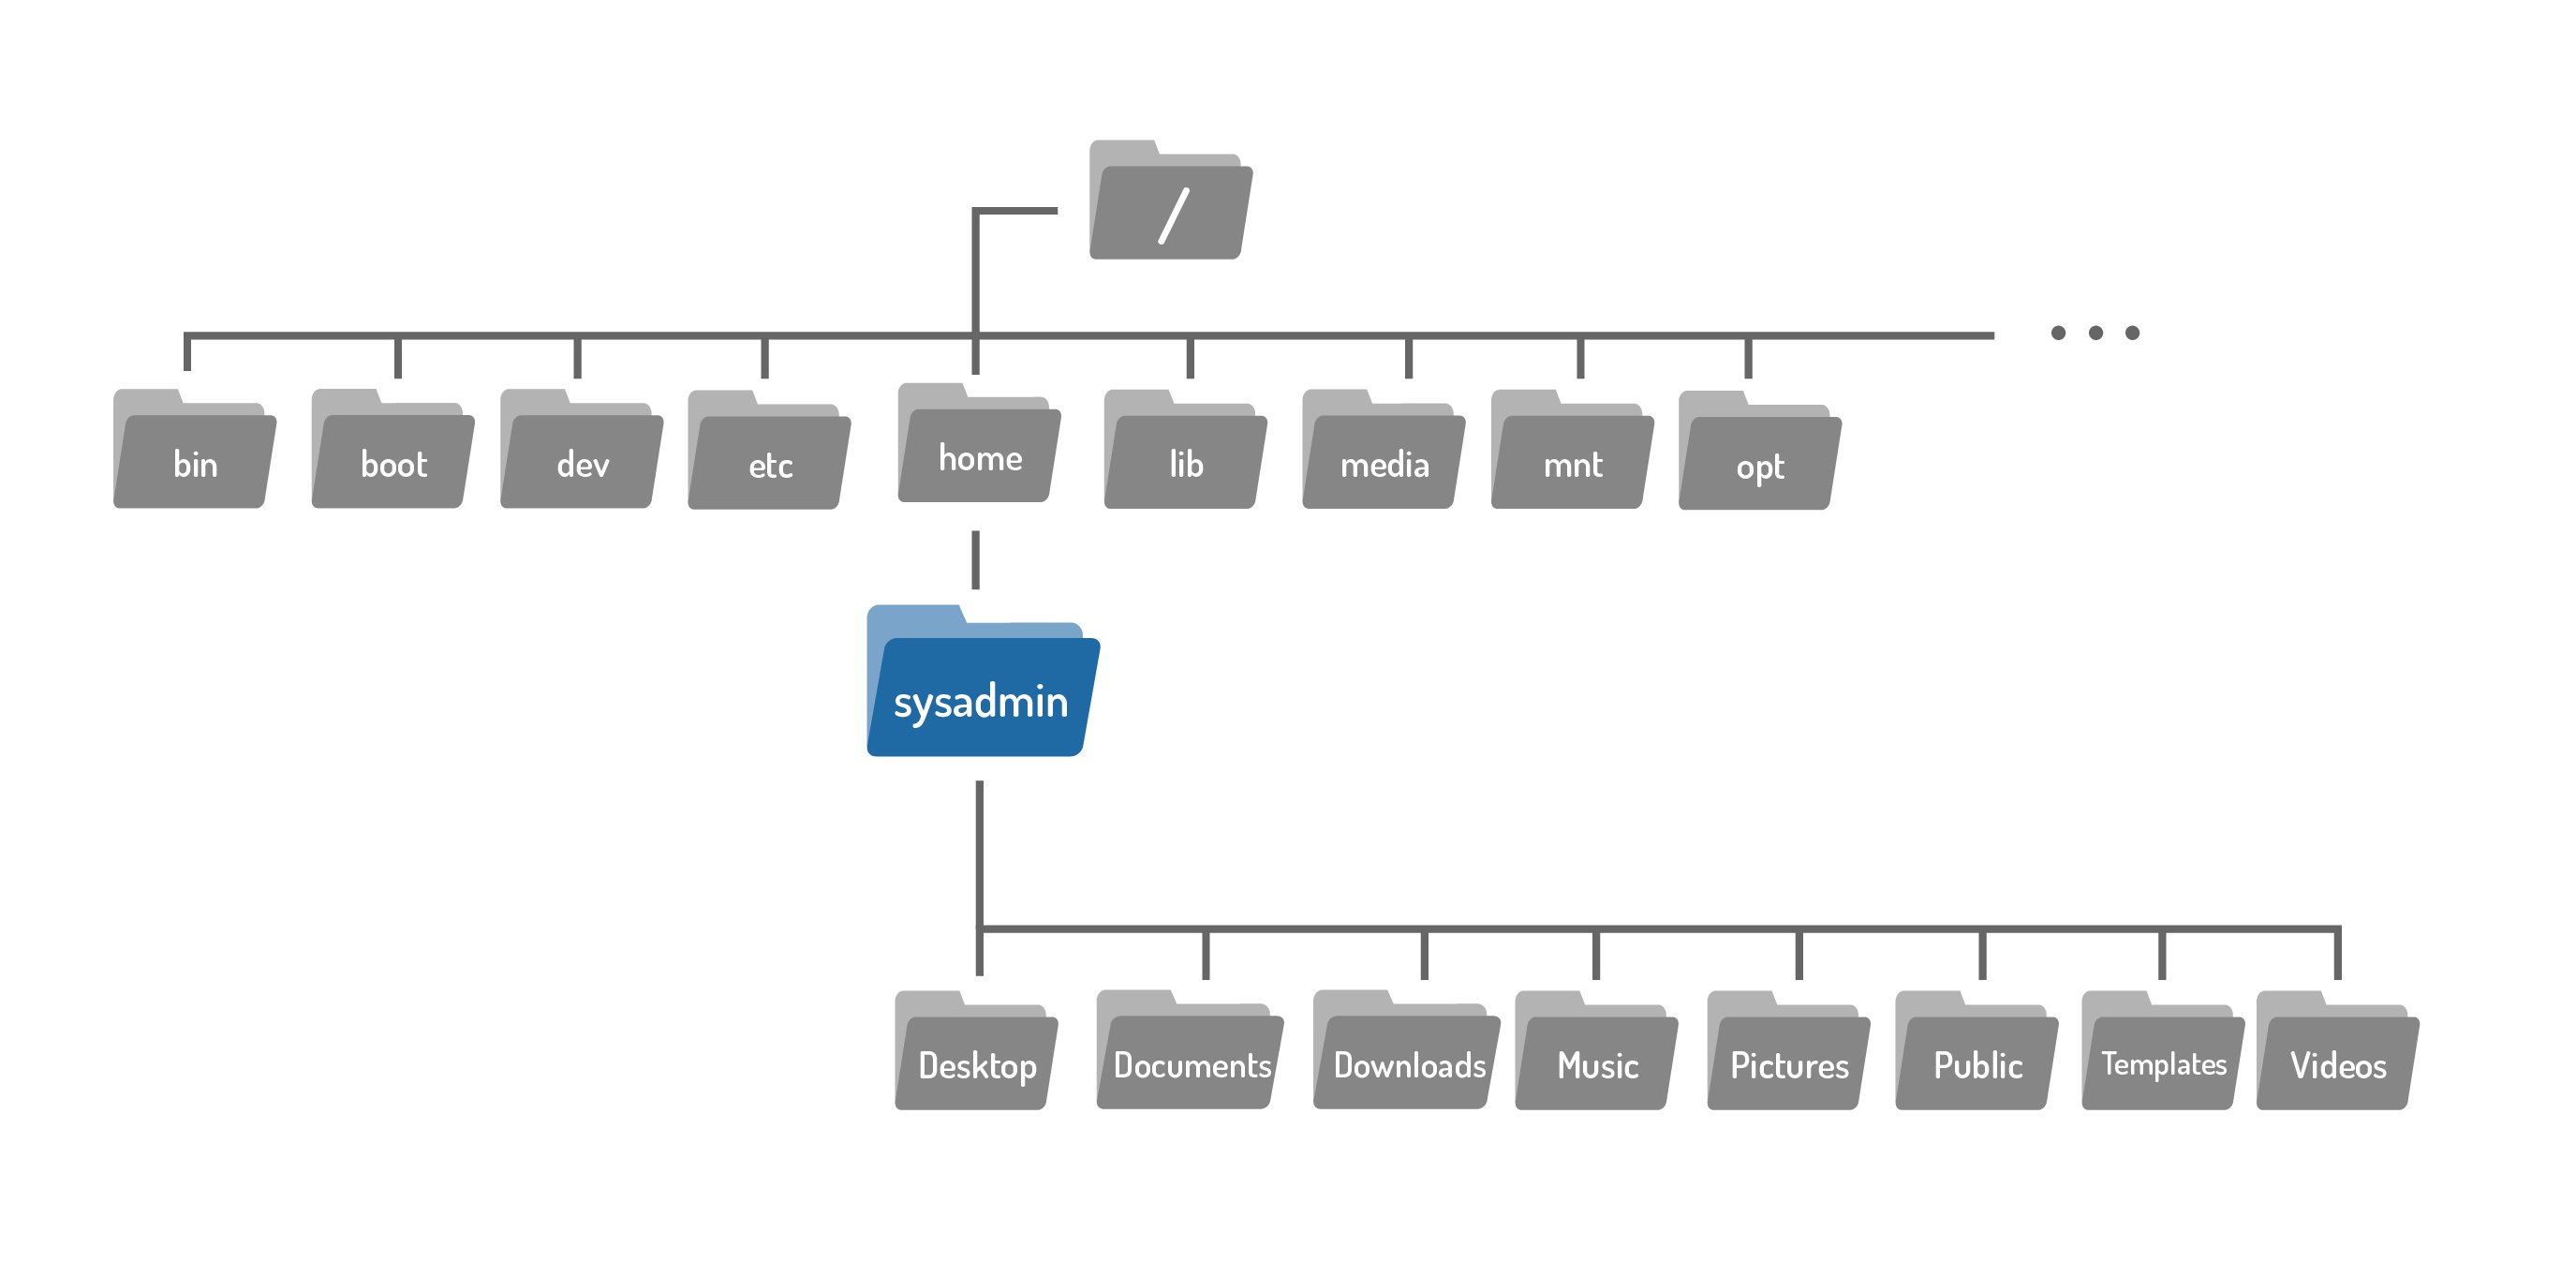 /
bin
boot
dev
etc
home
lib
media
mnt
opt
sysadmin
Desktop
Documents
Downloads
Music
Pictures
Public
Templates
Videos